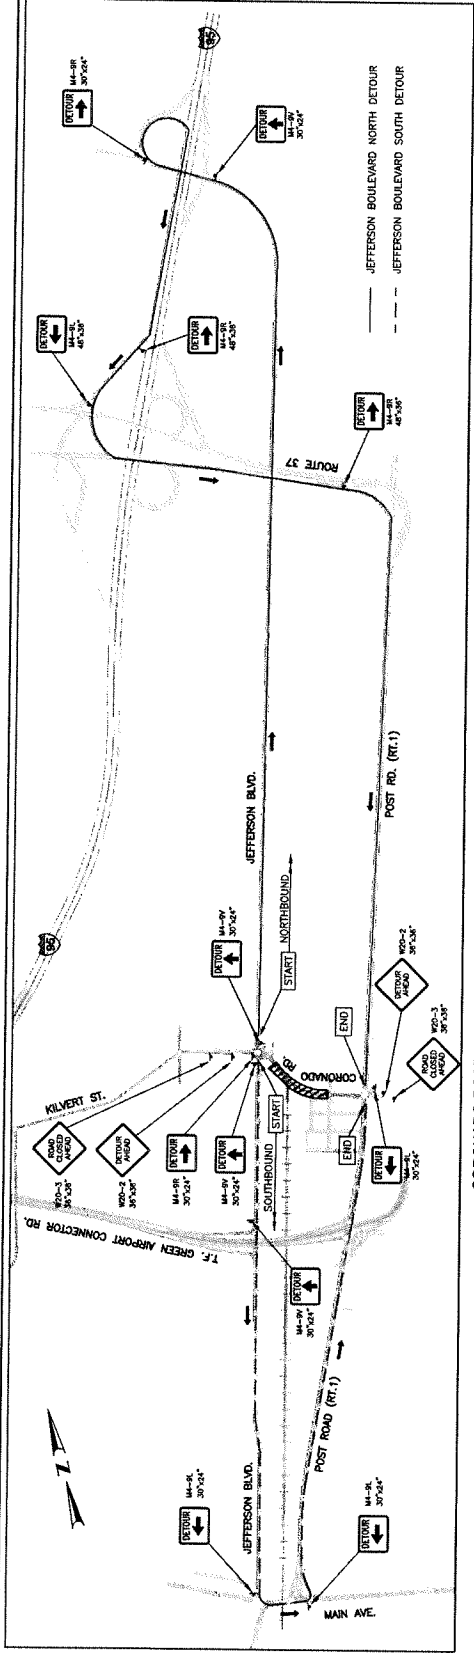 95
M4-9R
30"x24"
DETOUR
DETOUR
M4-9V
30"x24"
JEFFERSON BOULEVARD NORTH DETOUR
JEFFERSON BOULEVARD SOUTH DETOUR
DETOUR
M4-9L
48"x36"
DETOUR
M4-9R
48"x36"
DETOUR
M4-9R
48"x36"
ROUTE 37
JEFFERSON BLVD.
POST RD. (RT.1)
95
DETOUR
M4-9V
30"x24"
START
NORTHBOUND
CORONADO RD.
END
W20-2
36"x36"
DETOUR
AHEAD
W20-3
36"x36"
ROAD
CLOSED
AHEAD
KILVERT ST.
ROAD
CLOSED
AHEAD
W20-3
36"x36"
DETOUR
AHEAD
W20-2
36"x36"
DETOUR
M4-9R
30"x24"
DETOUR
M4-9V
30"x24"
START
SOUTHBOUND
END
DETOUR
M4-9L
30"x24"
T.F. GREEN AIRPORT CONNECTOR RD.
DETOUR
M4-9V
30"x24"
POST ROAD (RT.1)
N
JEFFERSON BLVD.
DETOUR
M4-9L
30"x24"
DETOUR
M4-9L
30"x24"
MAIN AVE.